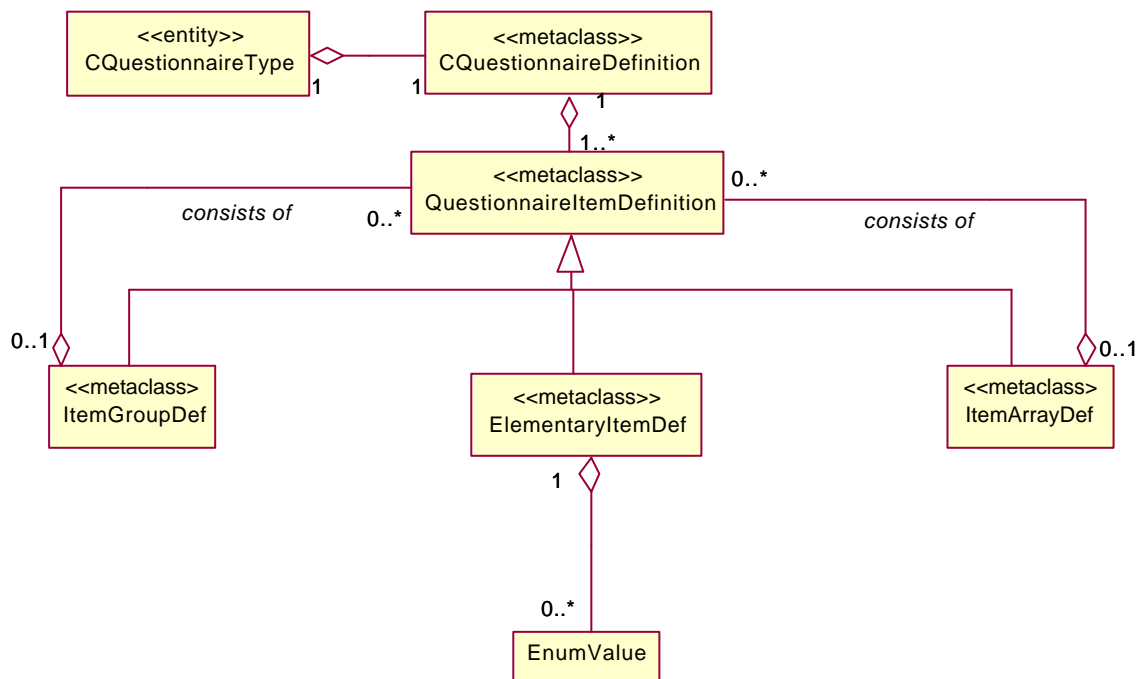 <<entity>>
CQuestionnaireType
<<metaclass>>
CQuestionnaireDefinition
1
1
1
1..*
<<metaclass>>
QuestionnaireItemDefinition
0..*
consists of
0..*
consists of
0..1
0..1
<<metaclass>
ItemGroupDef
<<metaclass>>
ElementaryItemDef
<<metaclass>
ItemArrayDef
1
0..*
EnumValue